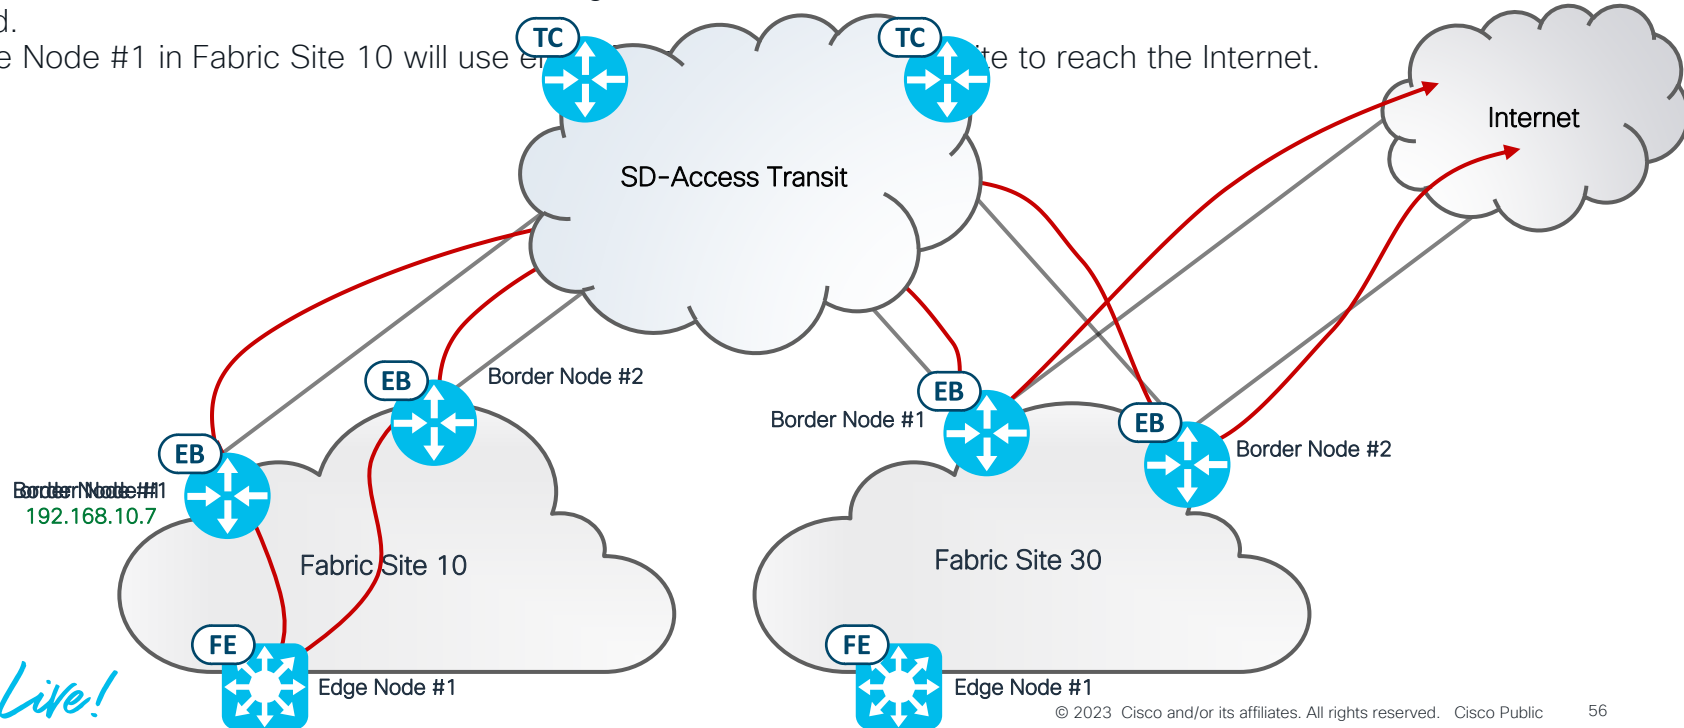 d.
e Node #1 in Fabric Site 10 will use e
te to reach the Internet.
TC
TC
Internet
SD-Access Transit
EB
Border Node #2
EB
Border Node #1
EB
Border Node #2
EB
Border Node #1
192.168.10.7
Fabric Site 10
Fabric Site 30
FE
Edge Node #1
FE
Edge Node #1
Live!
© 2023 Cisco and/or its affiliates. All rights reserved. Cisco Public
56